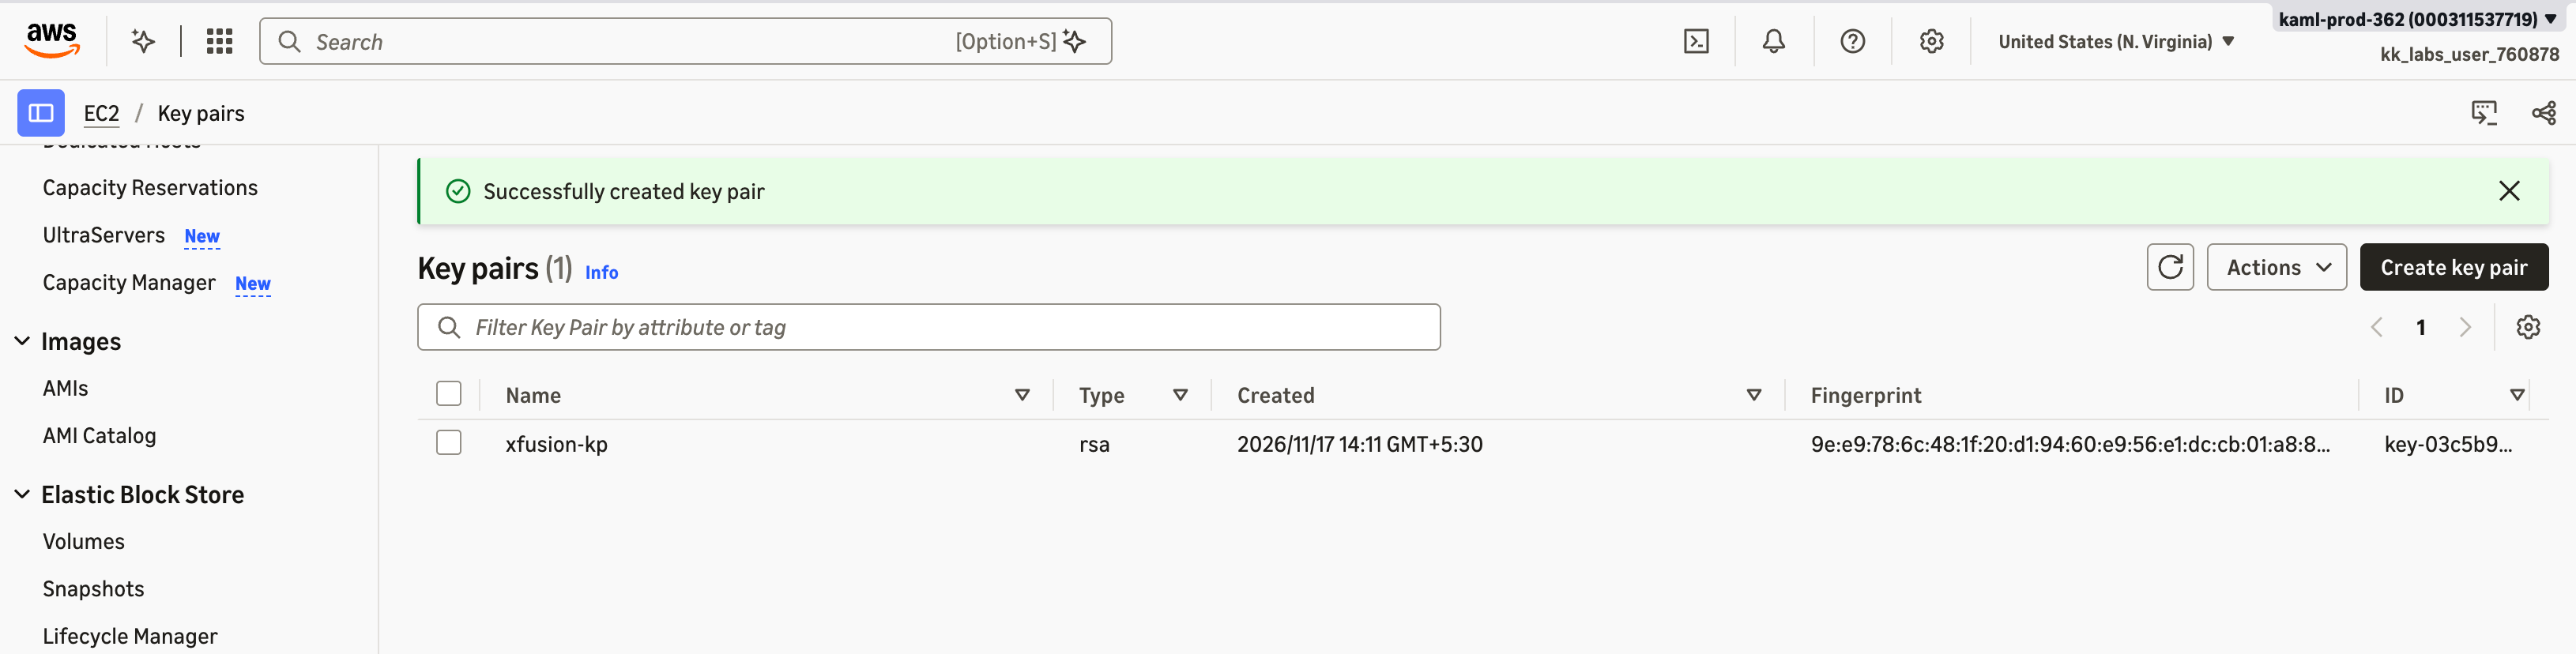 aws
Search [Option+S]
United States (N. Virginia)
kaml-prod-362 (000311537719)
kk_labs_user_760878
EC2 / Key pairs
Dedicated Hosts
Capacity Reservations
UltraServers New
Capacity Manager New
Images
AMIs
AMI Catalog
Elastic Block Store
Volumes
Snapshots
Lifecycle Manager
Successfully created key pair
Key pairs (1) Info
Actions
Create key pair
Filter Key Pair by attribute or tag
1
Name Type Created Fingerprint ID
xfusion-kp rsa 2026/11/17 14:11 GMT+5:30 9e:e9:78:6c:48:1f:20:d1:94:60:e9:56:e1:dc:cb:01:a8:8... key-03c5b9...